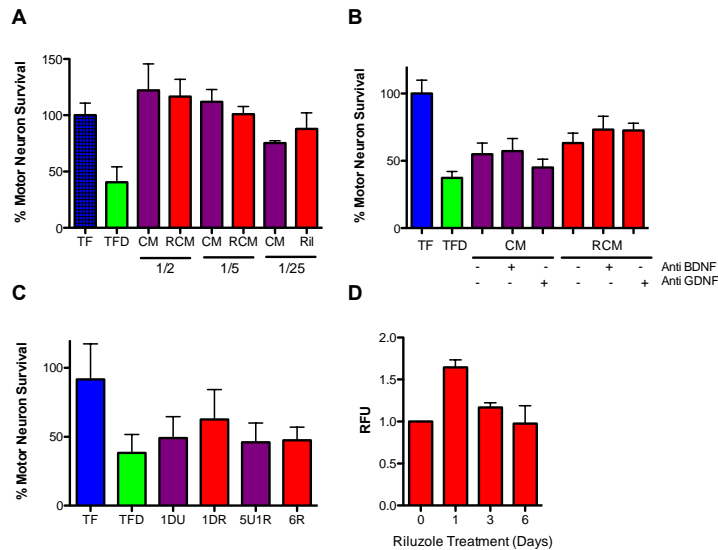 A
% Motor Neuron Survival
150
100
50
0
TF TFD CM RCM CM RCM CM Ril
1/2 1/5 1/25
B
% Motor Neuron Survival
150
100
50
0
TF TFD CM RCM
Anti BDNF - + - - + -
Anti GDNF - - + - - +
C
% Motor Neuron Survival
100
50
0
TF TFD 1DU 1DR 5U1R 6R
D
RFU
2.0
1.5
1.0
0.5
0.0
0 1 3 6
Riluzole Treatment (Days)